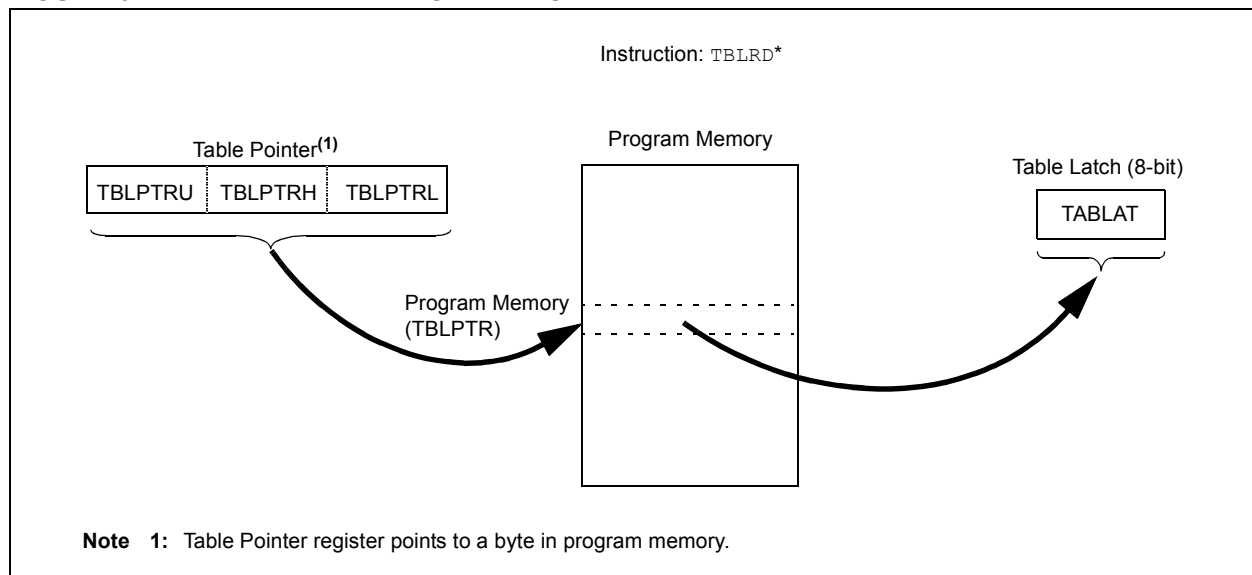 Instruction: TBLRD*
Table Pointer(1)
TBLPTRU TBLPTRH TBLPTRL
Program Memory
Table Latch (8-bit)
TABLAT
Program Memory
(TBLPTR)
Note 1: Table Pointer register points to a byte in program memory.